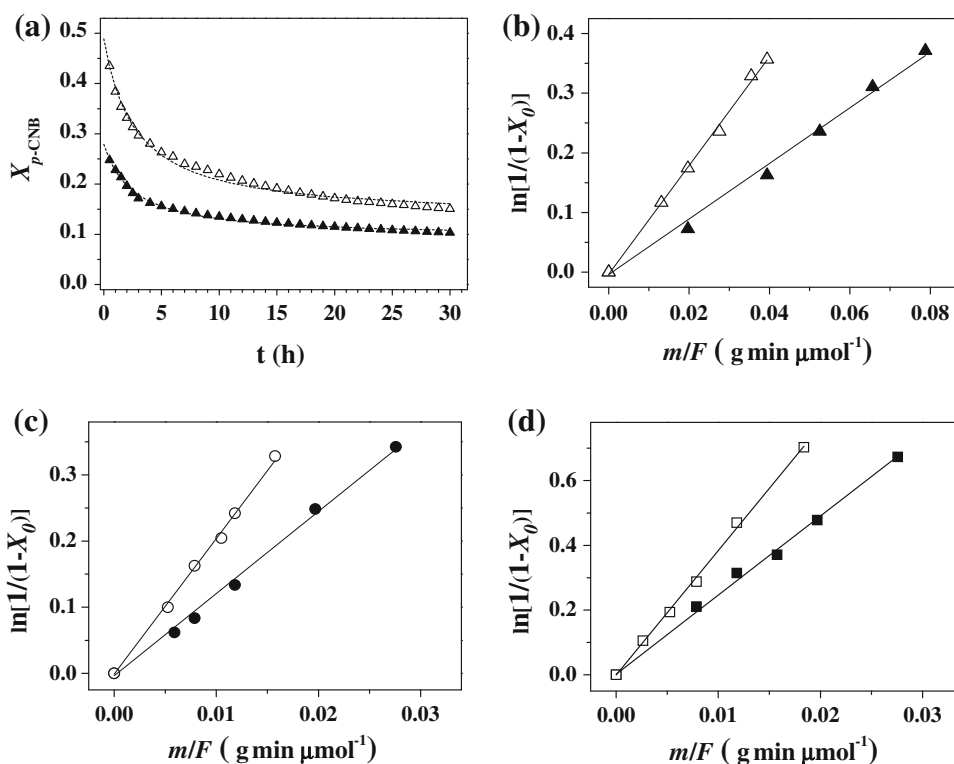 (a)
0.5
0.4
0.3
0.2
0.1
0.0
X_{p-CNB}
0 5 10 15 20 25 30
t (h)
(b)
0.4
0.3
0.2
0.1
0.0
ln[1/(1-X_0)]
0.00 0.02 0.04 0.06 0.08
m/F ( g min μmol^{-1})
(c)
0.3
0.2
0.1
0.0
ln[1/(1-X_0)]
0.00 0.01 0.02 0.03
m/F ( g min μmol^{-1})
(d)
0.6
0.4
0.2
0.0
ln[1/(1-X_0)]
0.00 0.01 0.02 0.03
m/F ( g min μmol^{-1})